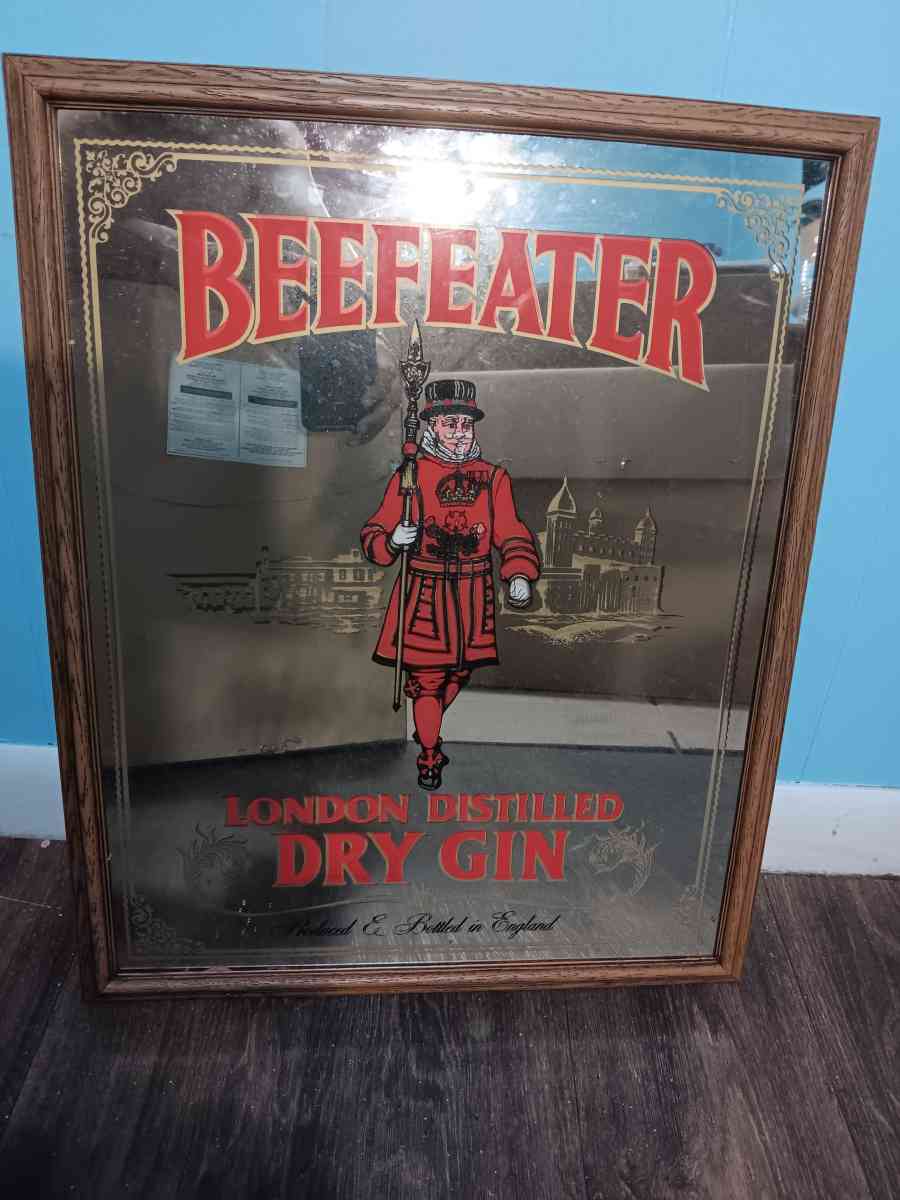 BEEFEATER
LONDON DISTILLED
DRY GIN
Produced & Bottled in England